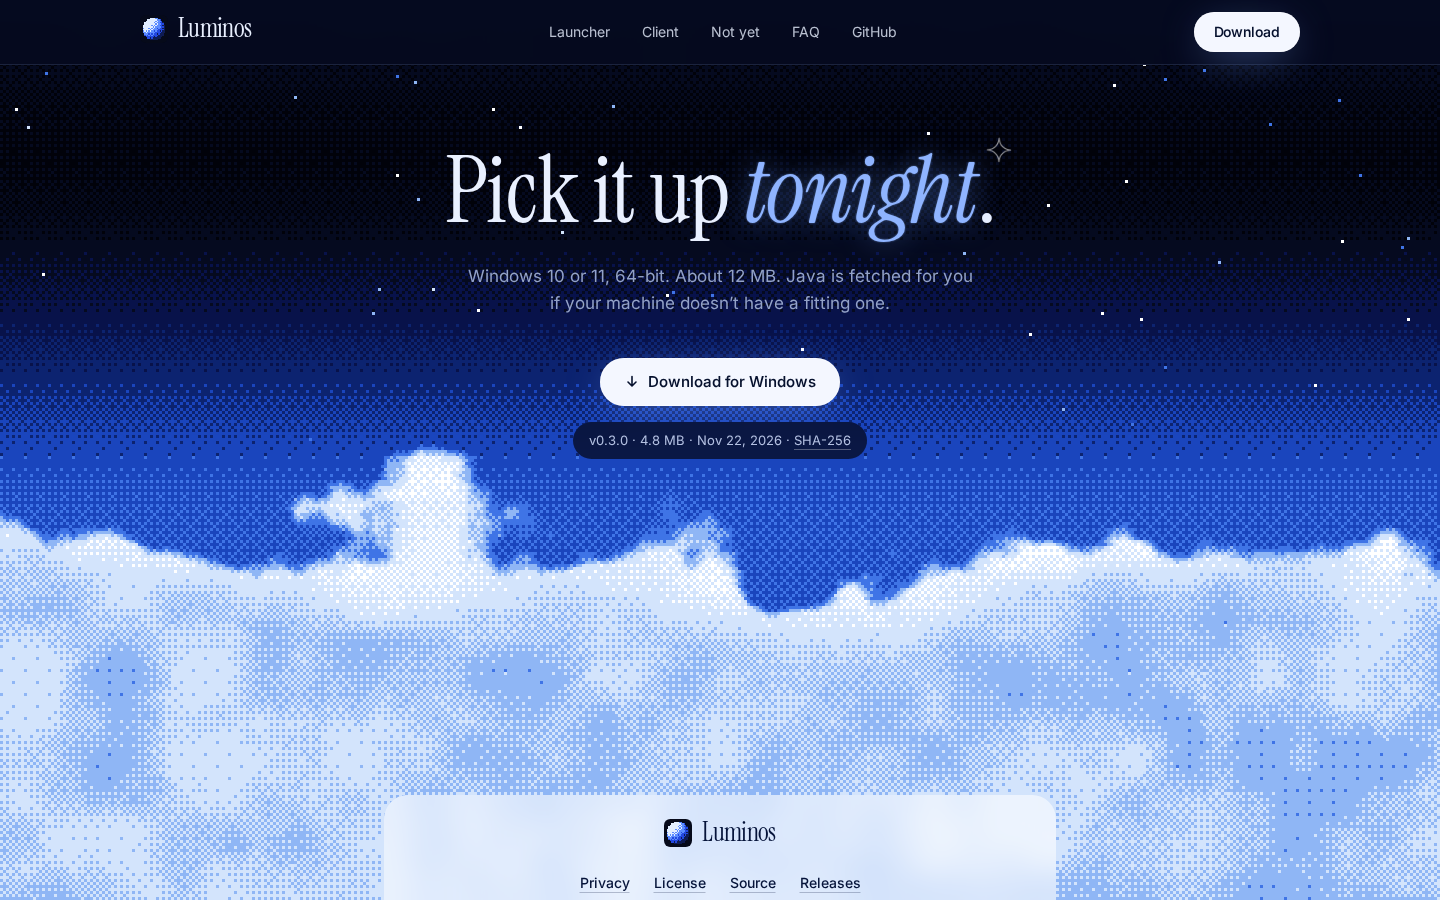 Luminos
Launcher
Client
Not yet
FAQ
GitHub
Download
Pick it up tonight.
Windows 10 or 11, 64-bit. About 12 MB. Java is fetched for you
if your machine doesn’t have a fitting one.
↓ Download for Windows
v0.3.0 · 4.8 MB · Nov 22, 2026 · SHA-256
Luminos
Privacy
License
Source
Releases